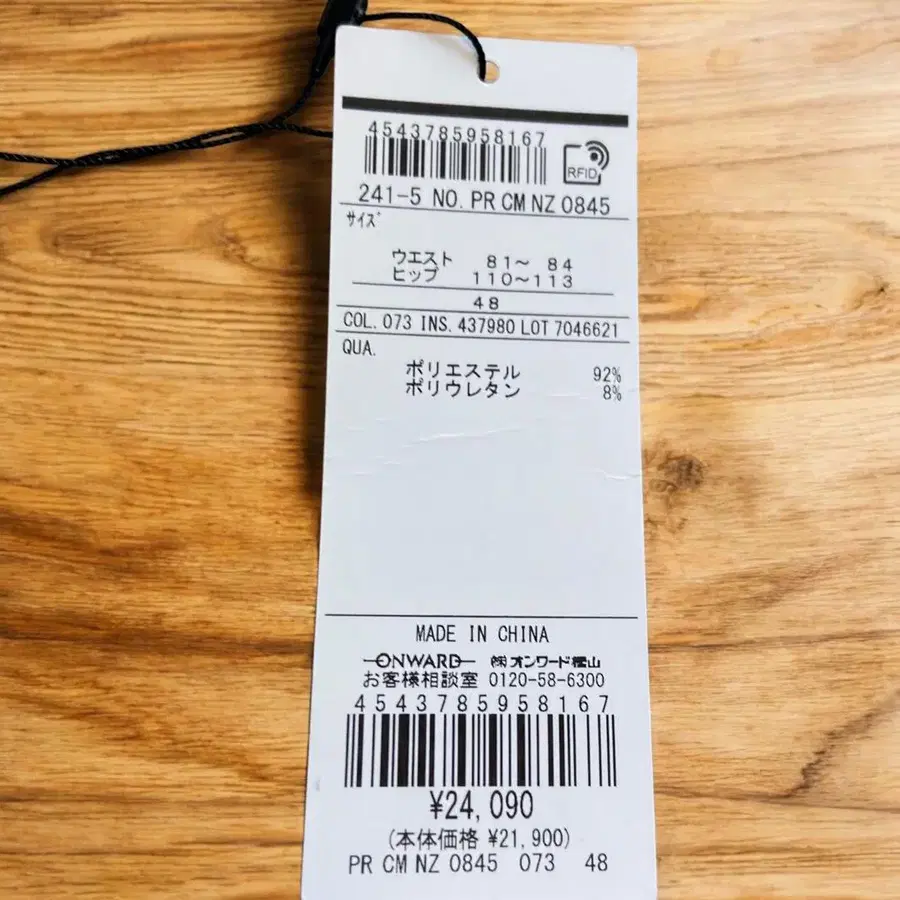 4543785958167
RFID
241-5 NO. PR CM NZ 0845
サイズ
ウエスト 81～ 84
ヒップ 110～113
48
COL. 073 INS. 437980 LOT 7046621
QUA.
ポリエステル 92%
ポリウレタン 8%
MADE IN CHINA
ONWARD ㈱オンワード樫山
お客様相談室 0120-58-6300
4543785958167
¥24,090
(本体価格 ¥21,900)
PR CM NZ 0845 073 48